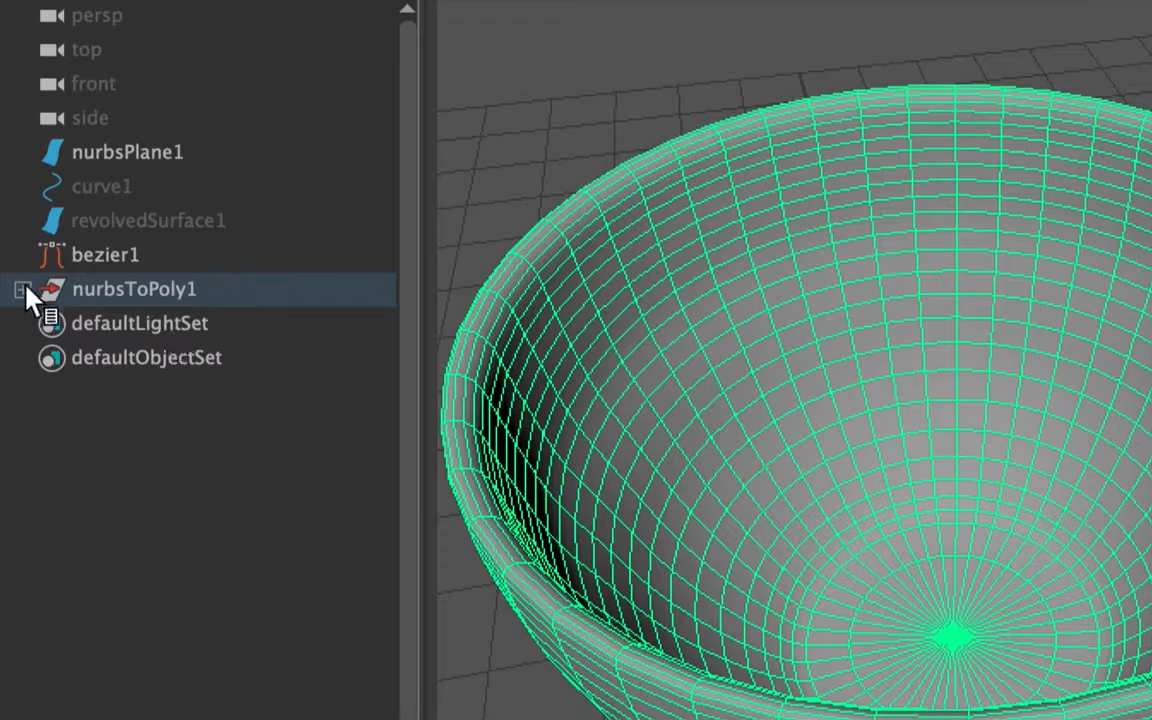 persp
top
front
side
nurbsPlane1
curve1
revolvedSurface1
bezier1
nurbsToPoly1
defaultLightSet
defaultObjectSet